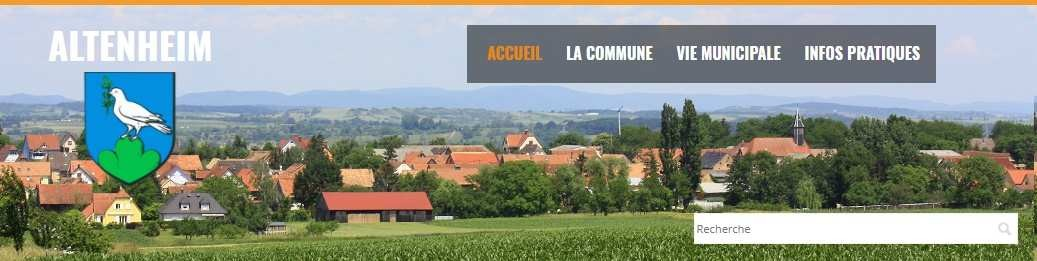 ALTENHEIM
ACCUEIL LA COMMUNE VIE MUNICIPALE INFOS PRATIQUES
Recherche